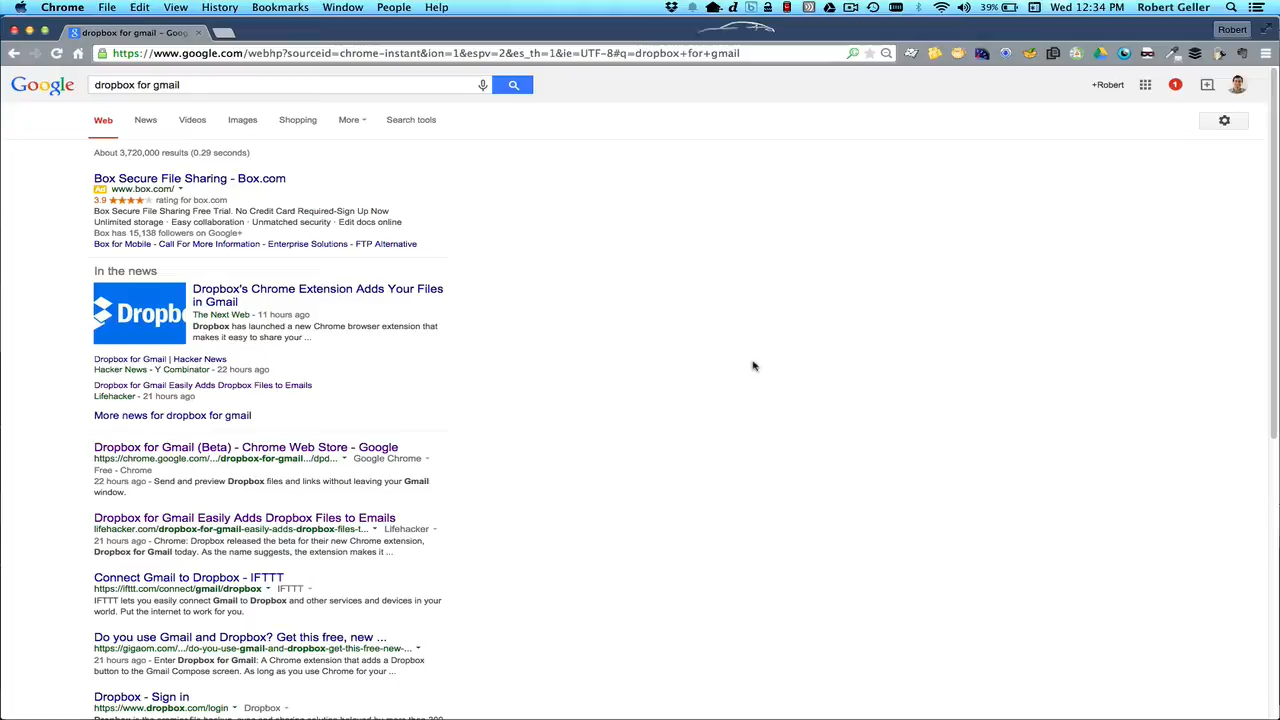 Chrome File Edit View History Bookmarks Window People Help 39% Wed 12:34 PM Robert Geller
dropbox for gmail – Goog Robert
https://www.google.com/webhp?sourceid=chrome-instant&ion=1&espv=2&es_th=1&ie=UTF-8#q=dropbox+for+gmail
Google dropbox for gmail +Robert 1
Web News Videos Images Shopping More Search tools
About 3,720,000 results (0.29 seconds)
Box Secure File Sharing - Box.com
Ad www.box.com/
3.9 ★★★★★ rating for box.com
Box Secure File Sharing Free Trial. No Credit Card Required-Sign Up Now
Unlimited storage · Easy collaboration · Unmatched security · Edit docs online
Box has 15,138 followers on Google+
Box for Mobile - Call For More Information - Enterprise Solutions - FTP Alternative
In the news
Dropb
Dropbox's Chrome Extension Adds Your Files
in Gmail
The Next Web - 11 hours ago
Dropbox has launched a new Chrome browser extension that
makes it easy to share your ...
Dropbox for Gmail | Hacker News
Hacker News - Y Combinator - 22 hours ago
Dropbox for Gmail Easily Adds Dropbox Files to Emails
Lifehacker - 21 hours ago
More news for dropbox for gmail
Dropbox for Gmail (Beta) - Chrome Web Store - Google
https://chrome.google.com/.../dropbox-for-gmail.../dpd... Google Chrome
Free - Chrome
22 hours ago - Send and preview Dropbox files and links without leaving your Gmail
window.
Dropbox for Gmail Easily Adds Dropbox Files to Emails
lifehacker.com/dropbox-for-gmail-easily-adds-dropbox-files-t... Lifehacker
21 hours ago - Chrome: Dropbox released the beta for their new Chrome extension,
Dropbox for Gmail today. As the name suggests, the extension makes it ...
Connect Gmail to Dropbox - IFTTT
https://ifttt.com/connect/gmail/dropbox IFTTT
IFTTT lets you easily connect Gmail to Dropbox and other services and devices in your
world. Put the internet to work for you.
Do you use Gmail and Dropbox? Get this free, new ...
https://gigaom.com/.../do-you-use-gmail-and-dropbox-get-this-free-new-...
21 hours ago - Enter Dropbox for Gmail: A Chrome extension that adds a Dropbox
button to the Gmail Compose screen. As long as you use Chrome for your ...
Dropbox - Sign in
https://www.dropbox.com/login Dropbox